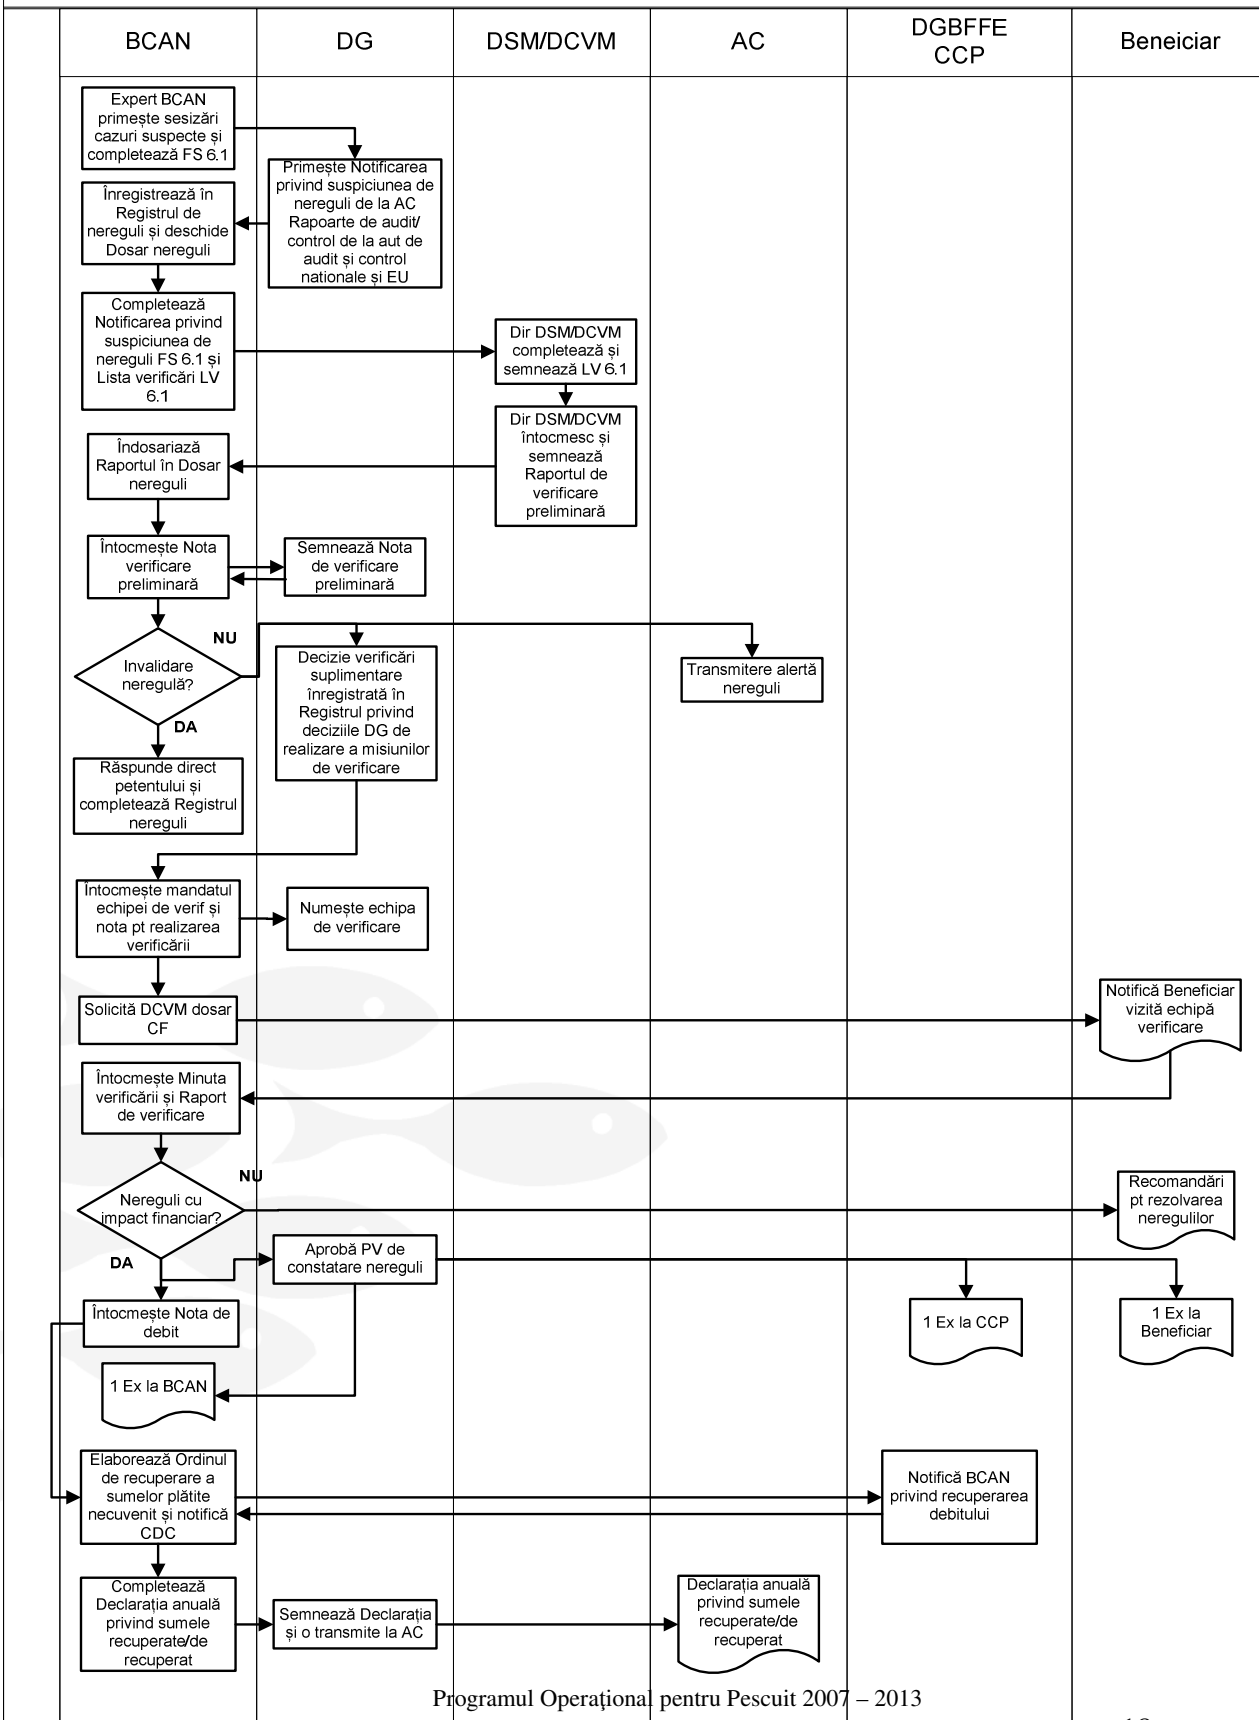 BCAN
DG
DSM/DCVM
AC
DGBFFE
CCP
Beneiciar
Expert BCAN
primește sesizări
cazuri suspecte și
completează FS 6.1
Primește Notificarea
privind suspiciunea de
nereguli de la AC
Rapoarte de audit/
control de la aut de
audit și control
nationale și EU
Înregistrează în
Registrul de
nereguli și deschide
Dosar nereguli
Completează
Notificarea privind
suspiciunea de
nereguli FS 6.1 și
Lista verificări LV
6.1
Dir DSM/DCVM
completează și
semnează LV 6.1
Dir DSM/DCVM
întocmesc și
semnează
Raportul de
verificare
preliminară
Îndosariază
Raportul în Dosar
nereguli
Întocmește Nota
verificare
preliminară
Semnează Nota
de verificare
preliminară
Invalidare
neregulă?
NU
DA
Decizie verificări
suplimentare
înregistrată în
Registrul privind
deciziile DG de
realizare a misiunilor
de verificare
Transmitere alertă
nereguli
Răspunde direct
petentului și
completează Registrul
nereguli
Întocmește mandatul
echipei de verif și
nota pt realizarea
verificării
Numește echipa
de verificare
Solicită DCVM dosar
CF
Notifică Beneficiar
vizită echipă
verificare
Întocmește Minuta
verificării și Raport
de verificare
Nereguli cu
impact financiar?
NU
DA
Recomandări
pt rezolvarea
neregulilor
Aprobă PV de
constatare nereguli
Întocmește Nota de
debit
1 Ex la CCP
1 Ex la
Beneficiar
1 Ex la BCAN
Elaborează Ordinul
de recuperare a
sumelor plătite
necuvenit și notifică
CDC
Notifică BCAN
privind recuperarea
debitului
Completează
Declarația anuală
privind sumele
recuperate/de
recuperat
Semnează Declarația
și o transmite la AC
Declarația anuală
privind sumele
recuperate/de
recuperat
Programul Operaţional pentru Pescuit 2007 – 2013